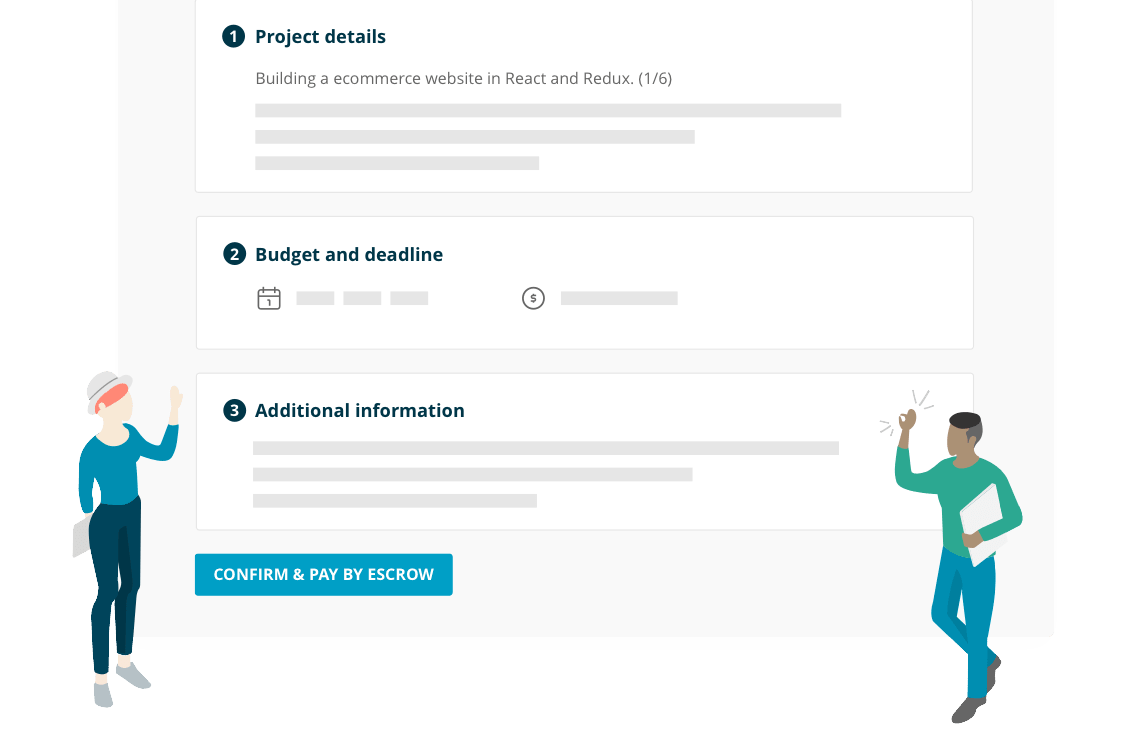 1 Project details
Building a ecommerce website in React and Redux. (1/6)
2 Budget and deadline
1 $
3 Additional information
CONFIRM & PAY BY ESCROW